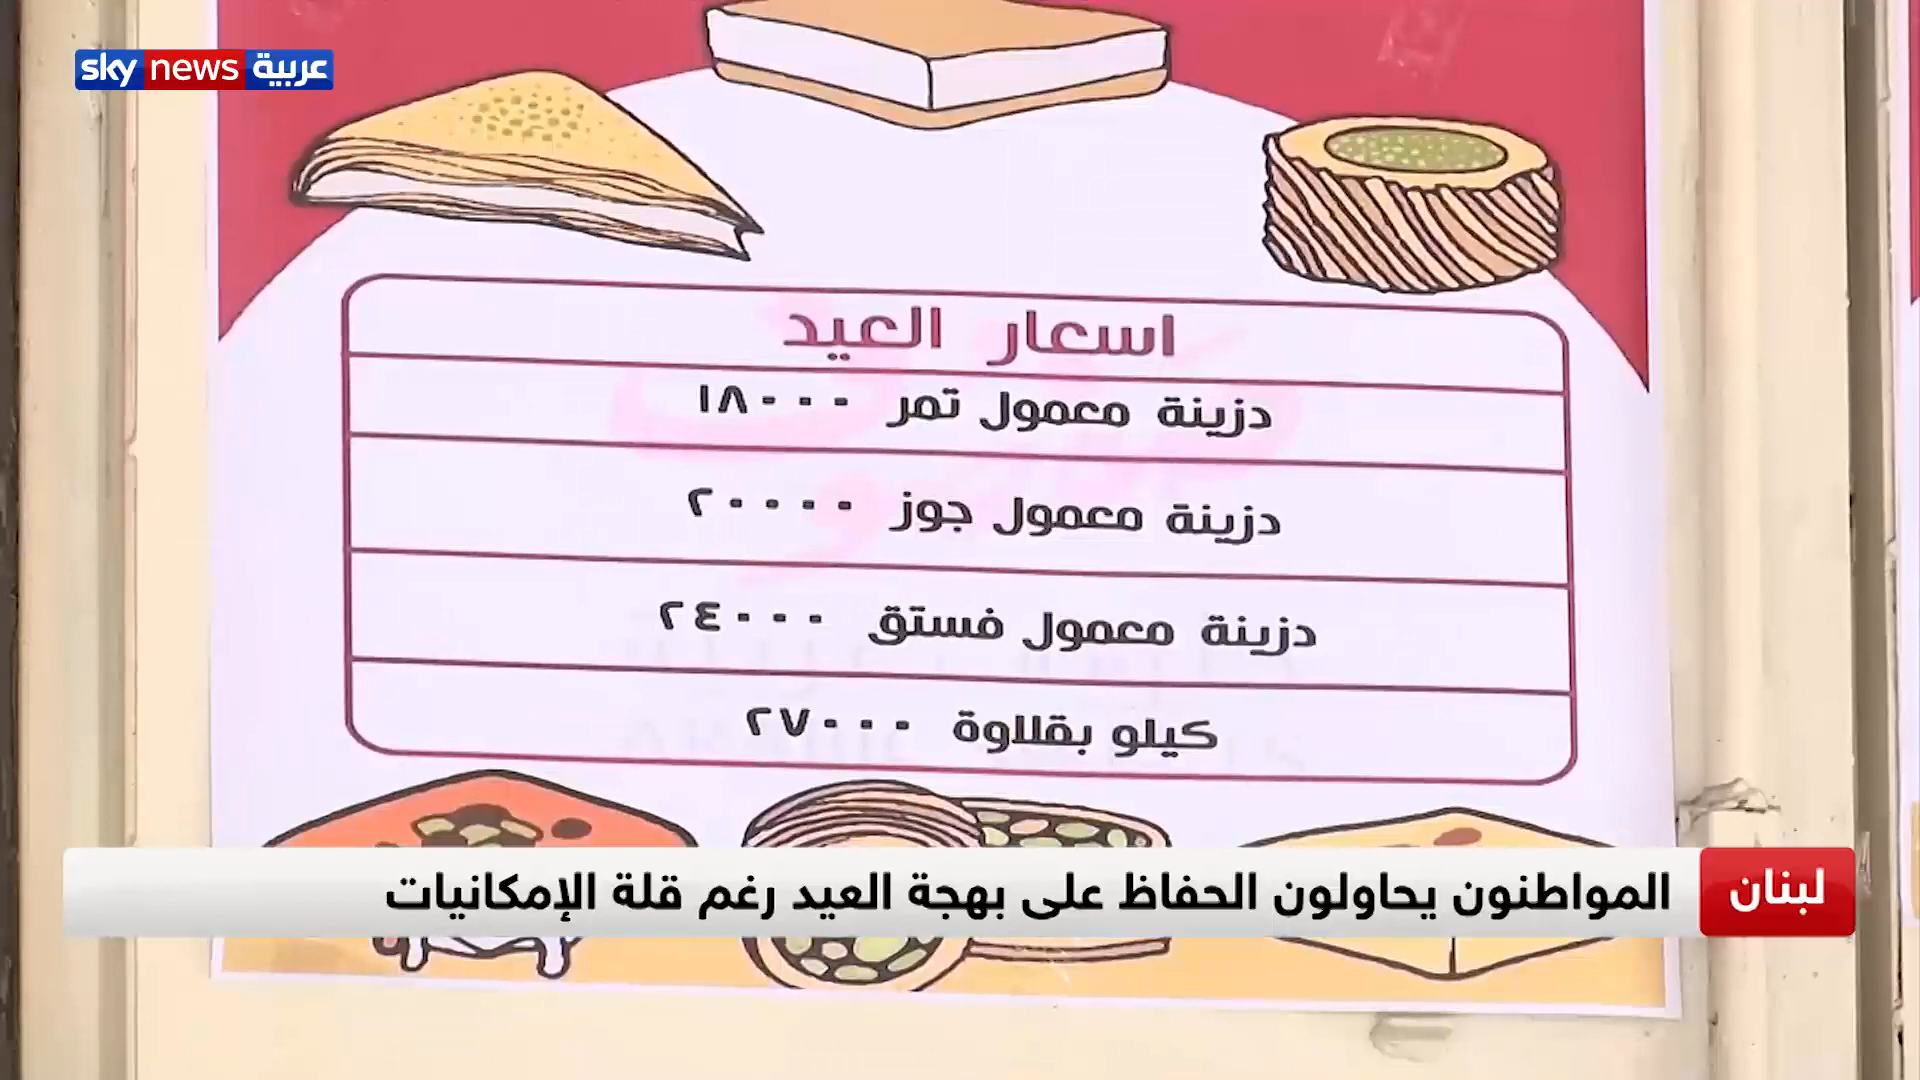 sky news عربية
اسعار العيد
دزينة معمول تمر ١٨٠٠٠
دزينة معمول جوز ٢٠٠٠٠
دزينة معمول فستق ٢٤٠٠٠
كيلو بقلاوة ٢٧٠٠٠
لبنان
المواطنون يحاولون الحفاظ على بهجة العيد رغم قلة الإمكانيات